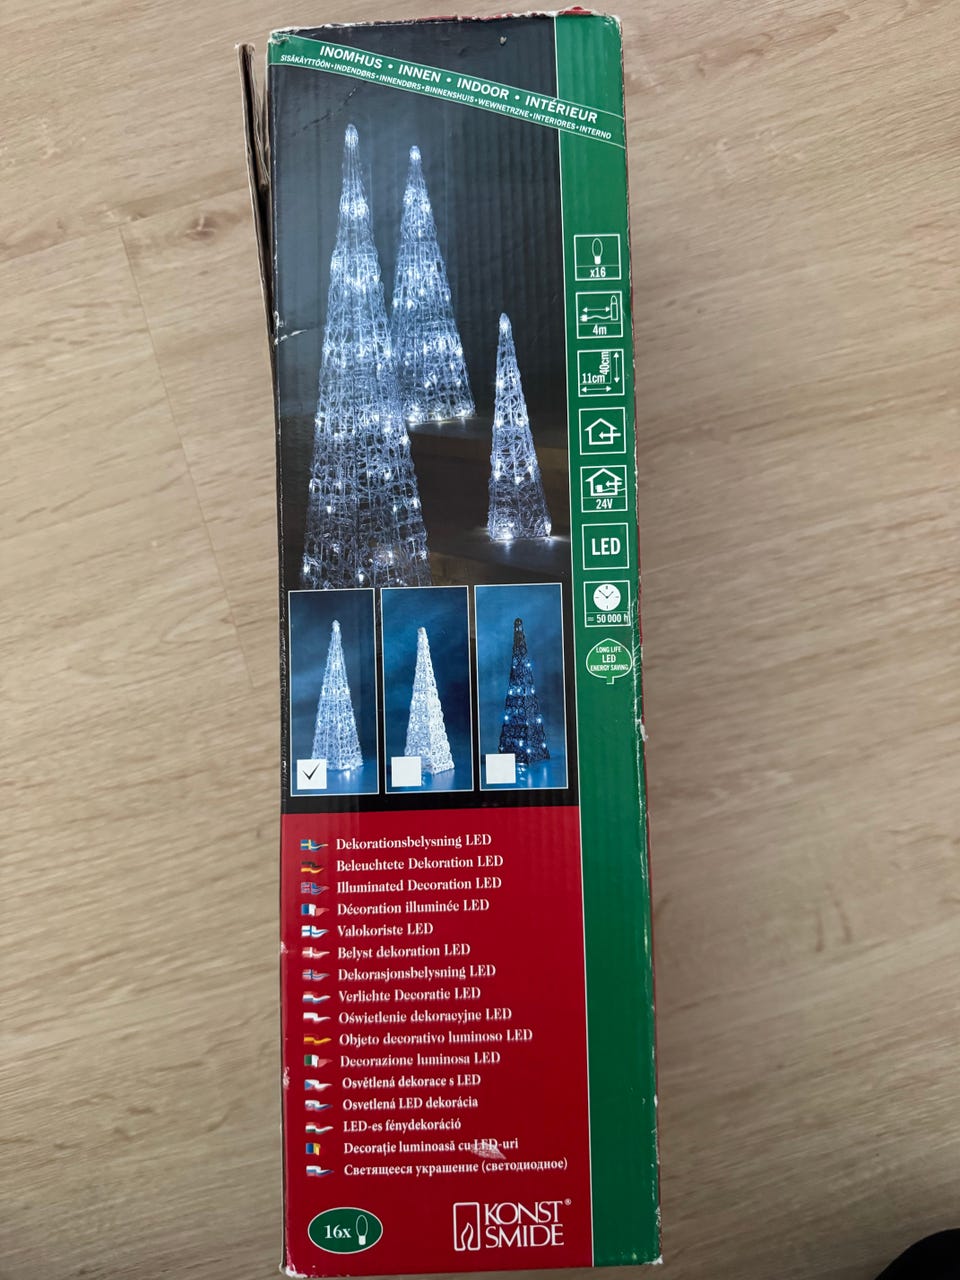 INOMHUS • INNEN • INDOOR • INTÉRIEUR
SISÄKÄYTTÖÖN•INDENDØRS•INNENDØRS•BINNENSHUIS•WEWNETRZNE•INTERIORES•INTERNO
x16
4m
40cm
11cm
24V
LED
≈ 50 000 h
LONG LIFE
LED
ENERGY SAVING
Dekorationsbelysning LED
Beleuchtete Dekoration LED
Illuminated Decoration LED
Décoration illuminée LED
Valokoriste LED
Belyst dekoration LED
Dekorasjonsbelysning LED
Verlichte Decoratie LED
Oświetlenie dekoracyjne LED
Objeto decorativo luminoso LED
Decorazione luminosa LED
Osvětlená dekorace s LED
Osvetlená LED dekorácia
LED-es fénydekoráció
Decorație luminoasă cu LED-uri
Светящееся украшение (светодиодное)
16x
KONST®
SMIDE